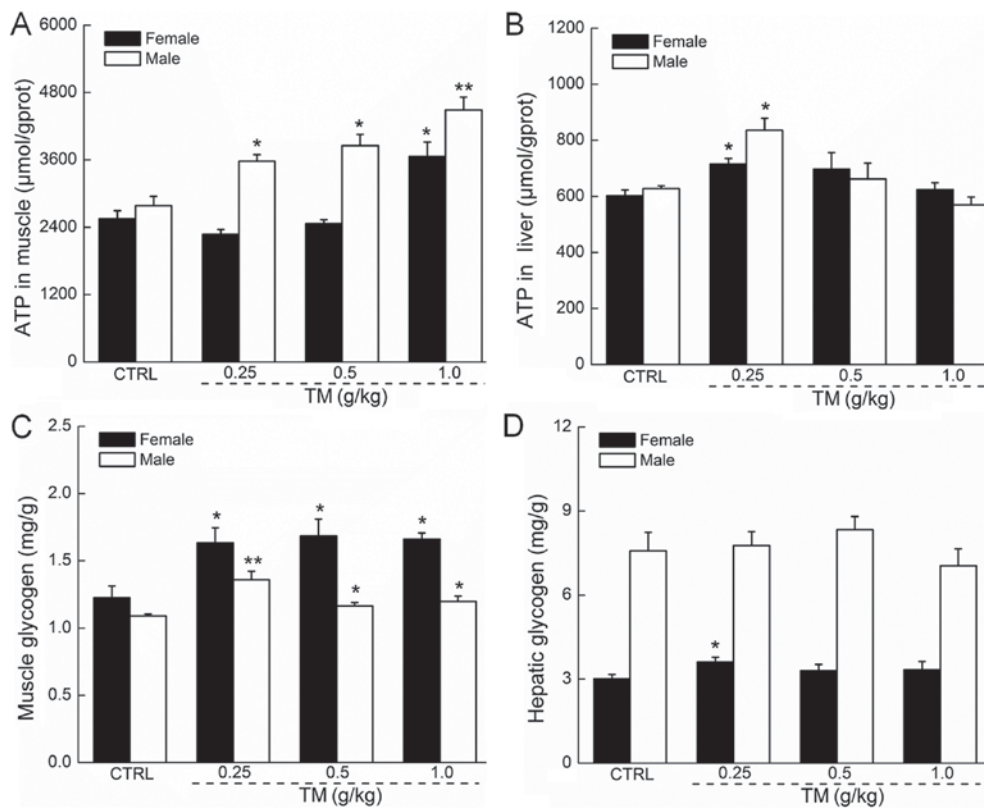 A
6000
4800
3600
2400
1200
0
ATP in muscle (μmol/gprot)
Female
Male
*
*
*
**
CTRL 0.25 0.5 1.0
TM (g/kg)
B
1200
1000
800
600
400
200
0
ATP in liver (μmol/gprot)
Female
Male
*
*
CTRL 0.25 0.5 1.0
TM (g/kg)
C
2.5
2.0
1.5
1.0
0.5
0.0
Muscle glycogen (mg/g)
Female
Male
*
**
*
*
*
*
CTRL 0.25 0.5 1.0
TM (g/kg)
D
12
9
6
3
0
Hepatic glycogen (mg/g)
Female
Male
*
CTRL 0.25 0.5 1.0
TM (g/kg)